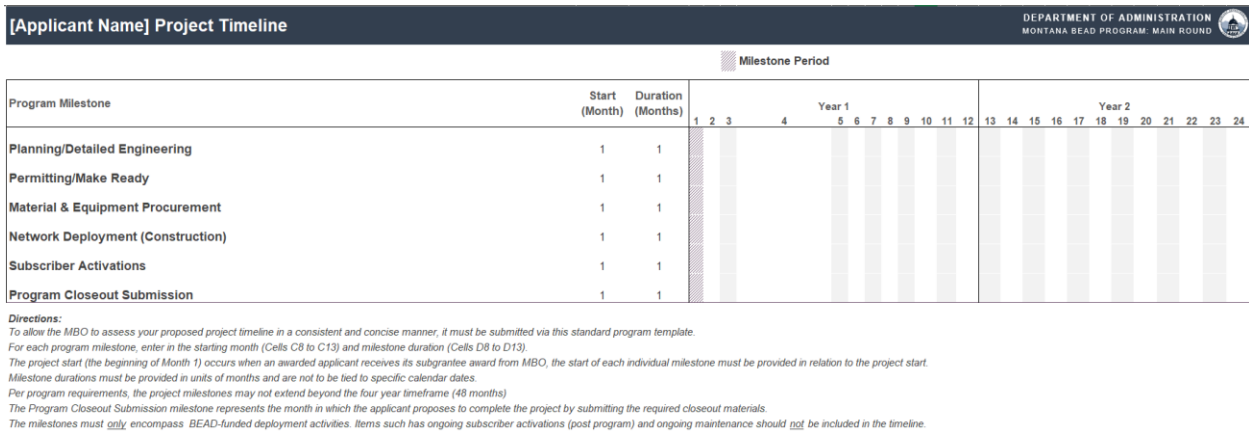 [Applicant Name] Project Timeline
DEPARTMENT OF ADMINISTRATION
MONTANA BEAD PROGRAM: MAIN ROUND
Milestone Period
Program Milestone Start (Month) Duration (Months) Year 1 Year 2
1 2 3 4 5 6 7 8 9 10 11 12 13 14 15 16 17 18 19 20 21 22 23 24
Planning/Detailed Engineering 1 1
Permitting/Make Ready 1 1
Material & Equipment Procurement 1 1
Network Deployment (Construction) 1 1
Subscriber Activations 1 1
Program Closeout Submission 1 1
Directions:
To allow the MBO to assess your proposed project timeline in a consistent and concise manner, it must be submitted via this standard program template.
For each program milestone, enter in the starting month (Cells C8 to C13) and milestone duration (Cells D8 to D13).
The project start (the beginning of Month 1) occurs when an awarded applicant receives its subgrantee award from MBO, the start of each individual milestone must be provided in relation to the project start.
Milestone durations must be provided in units of months and are not to be tied to specific calendar dates.
Per program requirements, the project milestones may not extend beyond the four year timeframe (48 months)
The Program Closeout Submission milestone represents the month in which the applicant proposes to complete the project by submitting the required closeout materials.
The milestones must only encompass BEAD-funded deployment activities. Items such has ongoing subscriber activations (post program) and ongoing maintenance should not be included in the timeline.